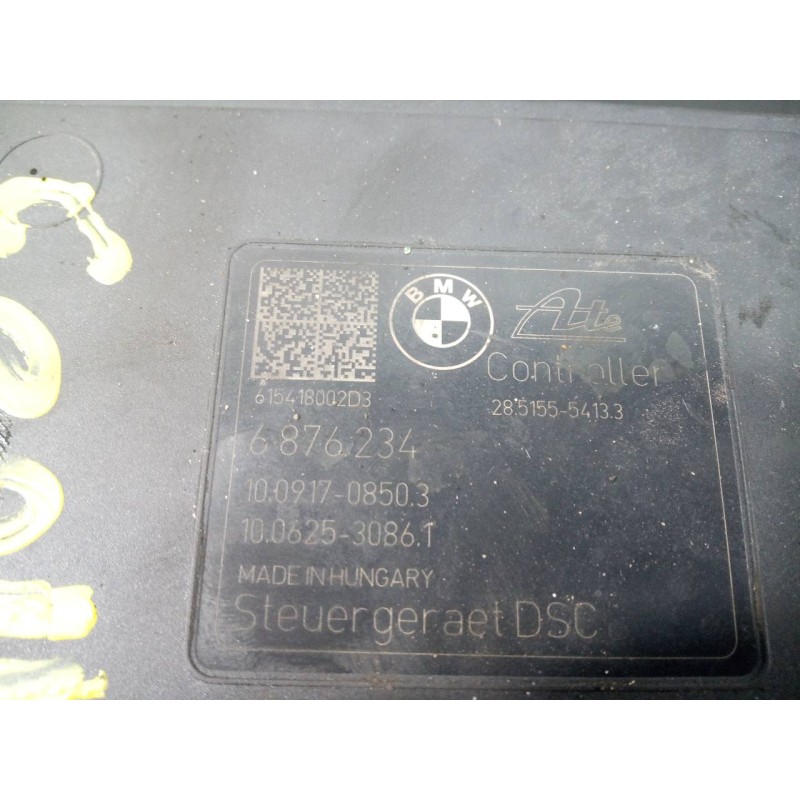 BMW
Ate
Controller
615418002D3
28.5155-5413.3
6 876 234
10.0917-0850.3
10.0625-3086.1
MADE IN HUNGARY
Steuergeraet DSC